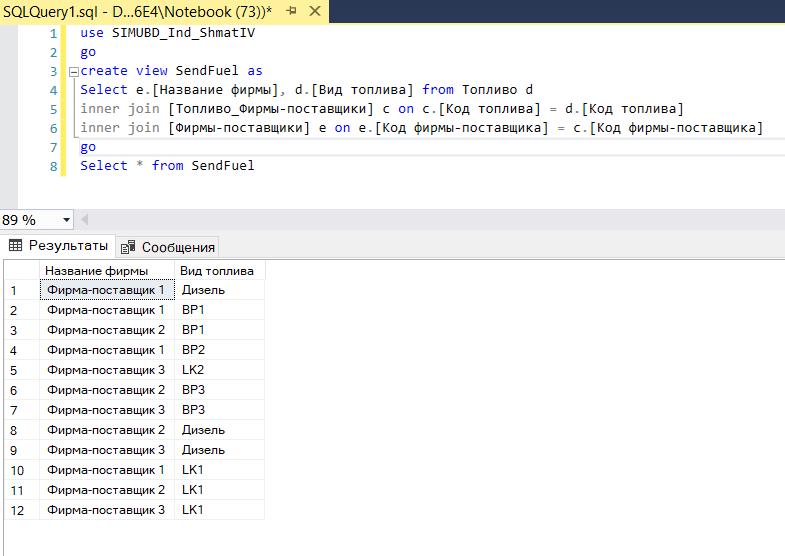 SQLQuery1.sql - D...6E4\Notebook (73))*
1 use SIMUBD_Ind_ShmatIV
2 go
3 create view SendFuel as
4 Select e.[Название фирмы], d.[Вид топлива] from Топливо d
5 inner join [Топливо_Фирмы-поставщики] c on c.[Код топлива] = d.[Код топлива]
6 inner join [Фирмы-поставщики] e on e.[Код фирмы-поставщика] = c.[Код фирмы-поставщика]
7 go
8 Select * from SendFuel
89 %
Результаты Сообщения
Название фирмы Вид топлива
1 Фирма-поставщик 1 Дизель
2 Фирма-поставщик 1 BP1
3 Фирма-поставщик 2 BP1
4 Фирма-поставщик 1 BP2
5 Фирма-поставщик 3 LK2
6 Фирма-поставщик 2 BP3
7 Фирма-поставщик 3 BP3
8 Фирма-поставщик 2 Дизель
9 Фирма-поставщик 3 Дизель
10 Фирма-поставщик 1 LK1
11 Фирма-поставщик 2 LK1
12 Фирма-поставщик 3 LK1